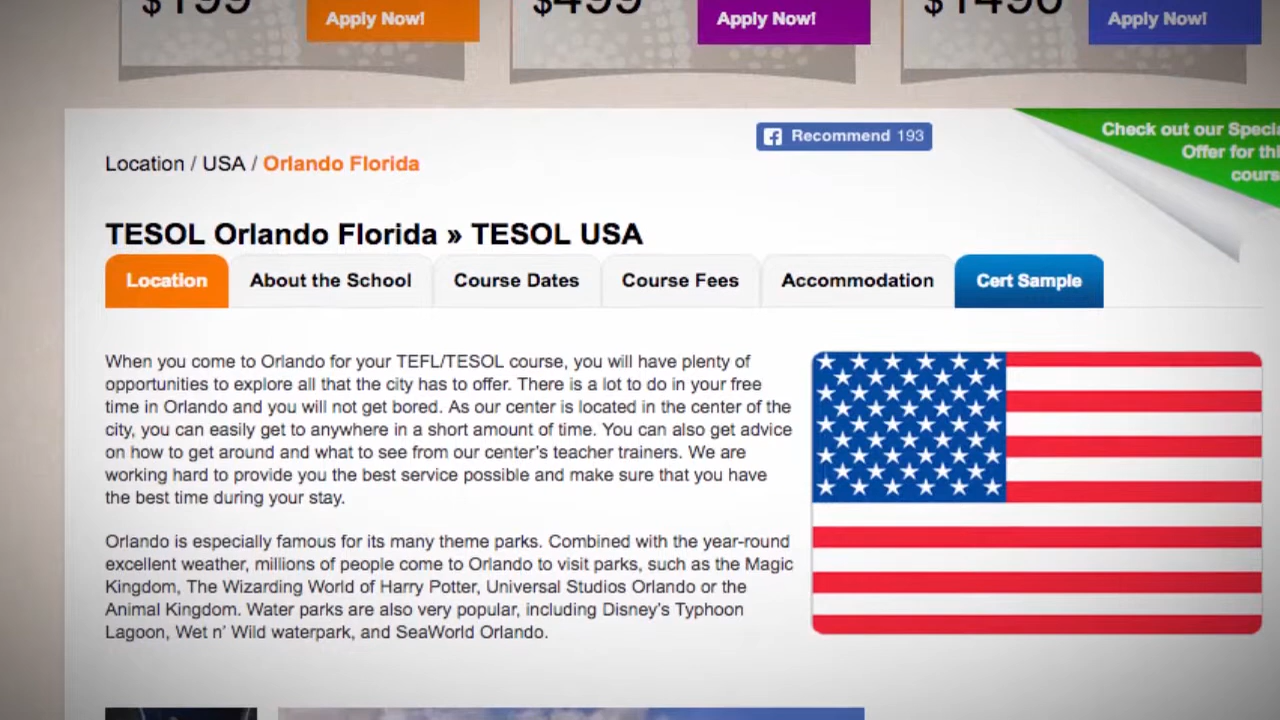 $199
Apply Now!
$499
Apply Now!
$1490
Apply Now!
Recommend 193
Check out our
Offer for
Location / USA / Orlando Florida
TESOL Orlando Florida » TESOL USA
Location
About the School
Course Dates
Course Fees
Accommodation
Cert Sample
When you come to Orlando for your TEFL/TESOL course, you will have plenty of
opportunities to explore all that the city has to offer. There is a lot to do in your free
time in Orlando and you will not get bored. As our center is located in the center of the
city, you can easily get to anywhere in a short amount of time. You can also get advice
on how to get around and what to see from our center's teacher trainers. We are
working hard to provide you the best service possible and make sure that you have
the best time during your stay.
Orlando is especially famous for its many theme parks. Combined with the year-round
excellent weather, millions of people come to Orlando to visit parks, such as the Magic
Kingdom, The Wizarding World of Harry Potter, Universal Studios Orlando or the
Animal Kingdom. Water parks are also very popular, including Disney's Typhoon
Lagoon, Wet n' Wild waterpark, and SeaWorld Orlando.